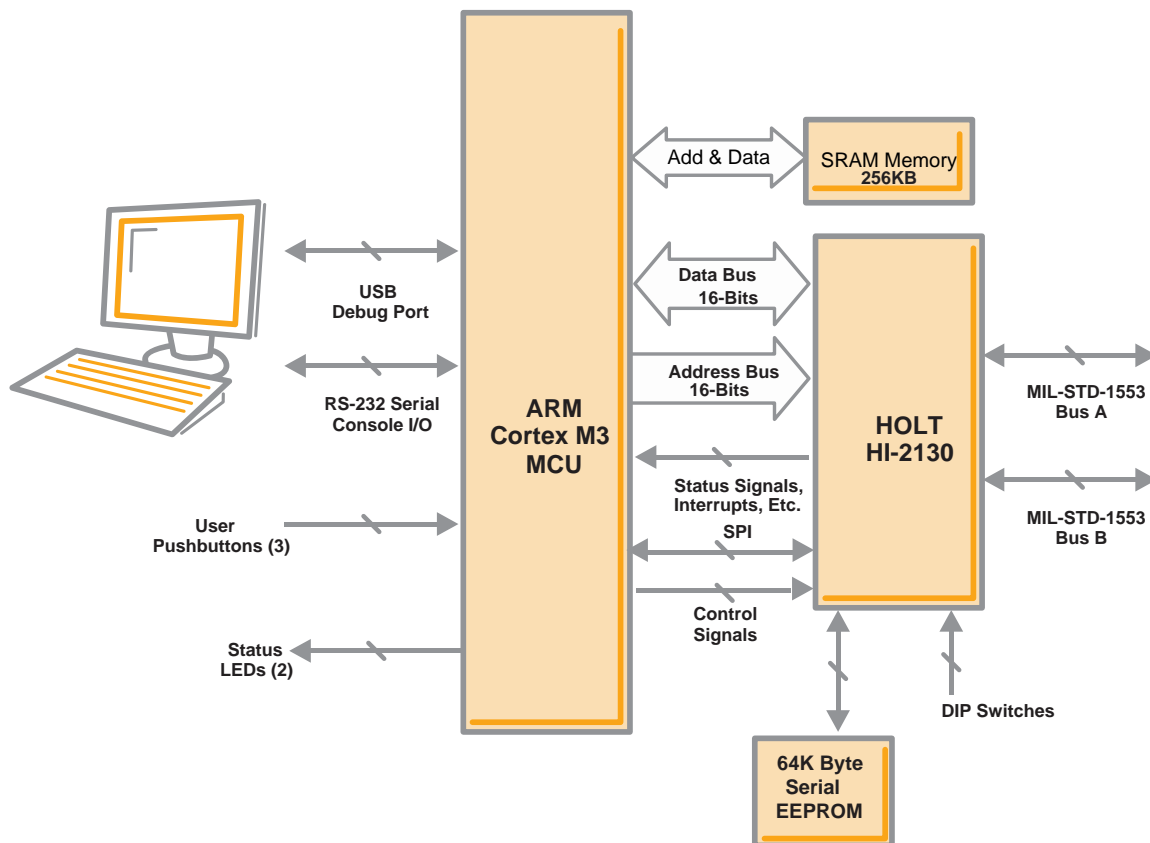 Add & Data
SRAM Memory
256KB
USB
Debug Port
Data Bus
16-Bits
RS-232 Serial
Console I/O
Address Bus
16-Bits
ARM
Cortex M3
MCU
HOLT
HI-2130
MIL-STD-1553
Bus A
Status Signals,
Interrupts, Etc.
SPI
MIL-STD-1553
Bus B
User
Pushbuttons (3)
Control
Signals
Status
LEDs (2)
DIP Switches
64K Byte
Serial
EEPROM